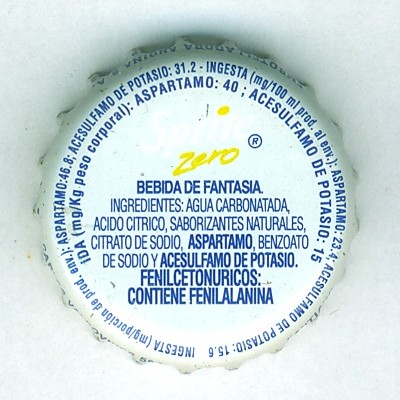 Sprite
zero ®
BEBIDA DE FANTASIA.
INGREDIENTES: AGUA CARBONATADA,
ACIDO CITRICO, SABORIZANTES NATURALES,
CITRATO DE SODIO, ASPARTAMO, BENZOATO
DE SODIO Y ACESULFAMO DE POTASIO.
FENILCETONURICOS:
CONTIENE FENILALANINA
IDA (mg/Kg peso corporal): ASPARTAMO: 40 ; ACESULFAMO DE POTASIO: 15
INGESTA (mg/porción de prod. env.): ASPARTAMO: 46.8; ACESULFAMO DE POTASIO: 31.2 - INGESTA (mg/100 ml prod. al env.): ASPARTAMO: 23.4; ACESULFAMO DE POTASIO: 15.6